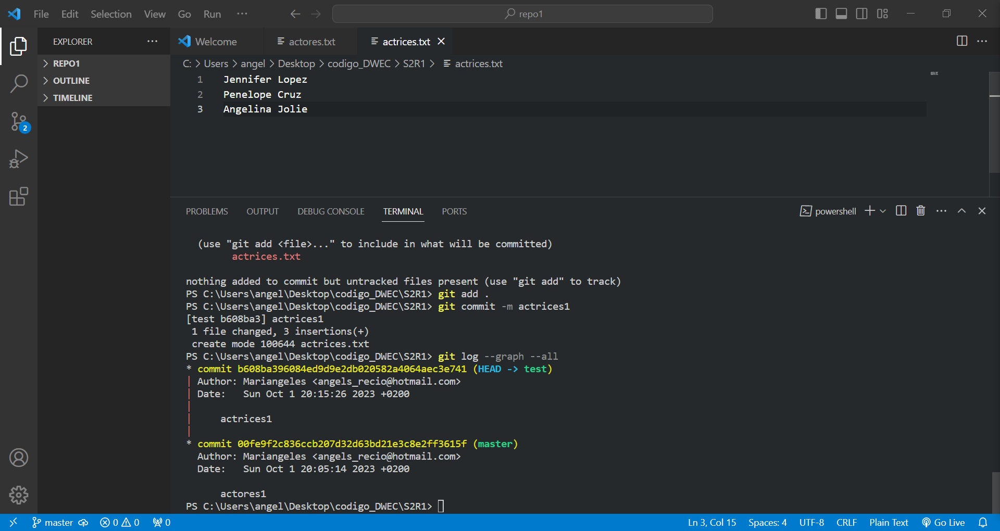 File Edit Selection View Go Run ··· repo1
EXPLORER ···
Welcome actores.txt actrices.txt
REPO1
OUTLINE
TIMELINE
2
C: > Users > angel > Desktop > codigo_DWEC > S2R1 > actrices.txt
1 Jennifer Lopez
2 Penelope Cruz
3 Angelina Jolie
PROBLEMS OUTPUT DEBUG CONSOLE TERMINAL PORTS powershell
(use "git add <file>..." to include in what will be committed)
actrices.txt
nothing added to commit but untracked files present (use "git add" to track)
PS C:\Users\angel\Desktop\codigo_DWEC\S2R1> git add .
PS C:\Users\angel\Desktop\codigo_DWEC\S2R1> git commit -m actrices1
[test b608ba3] actrices1
1 file changed, 3 insertions(+)
create mode 100644 actrices.txt
PS C:\Users\angel\Desktop\codigo_DWEC\S2R1> git log --graph --all
* commit b608ba396084ed9d9e2db020582a4064aec3e741 (HEAD -> test)
| Author: Mariangeles <angels_recio@hotmail.com>
| Date: Sun Oct 1 20:15:26 2023 +0200
|
| actrices1
|
* commit 00fe9f2c836ccb207d32d63bd21e3c8e2ff3615f (master)
Author: Mariangeles <angels_recio@hotmail.com>
Date: Sun Oct 1 20:05:14 2023 +0200
actores1
PS C:\Users\angel\Desktop\codigo_DWEC\S2R1>
master 0 0 0 Ln 3, Col 15 Spaces: 4 UTF-8 CRLF Plain Text Go Live